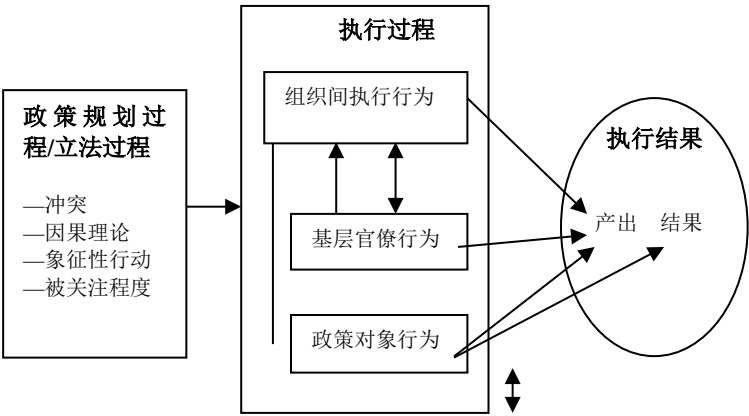 政策规划过
程/立法过程
—冲突
—因果理论
—象征性行动
—被关注程度
执行过程
组织间执行行为
基层官僚行为
政策对象行为
执行结果
产出 结果